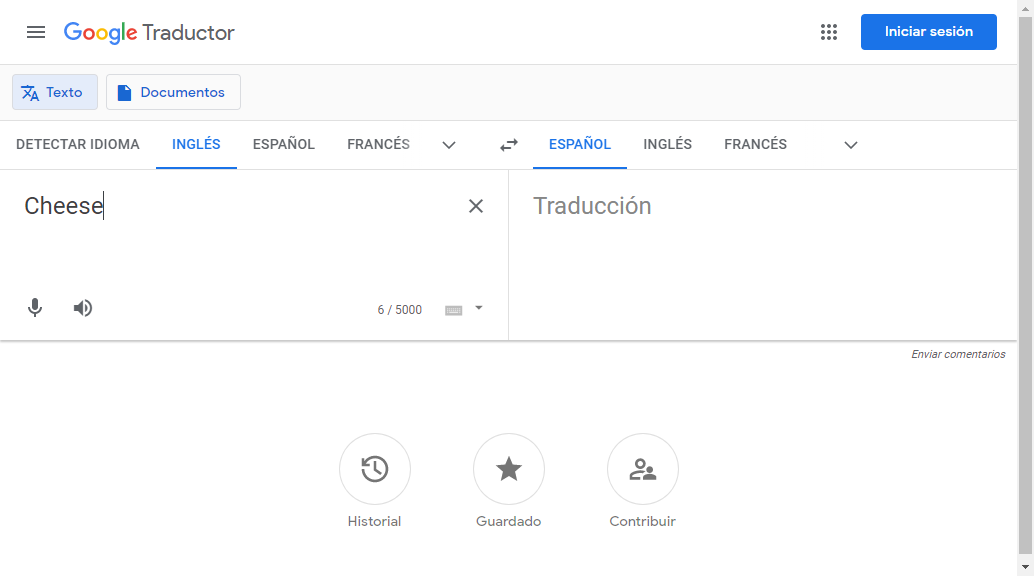 Google Traductor
Iniciar sesión
Texto
Documentos
DETECTAR IDIOMA INGLÉS ESPAÑOL FRANCÉS ESPAÑOL INGLÉS FRANCÉS
Cheese
Traducción
6 / 5000
Enviar comentarios
Historial
Guardado
Contribuir